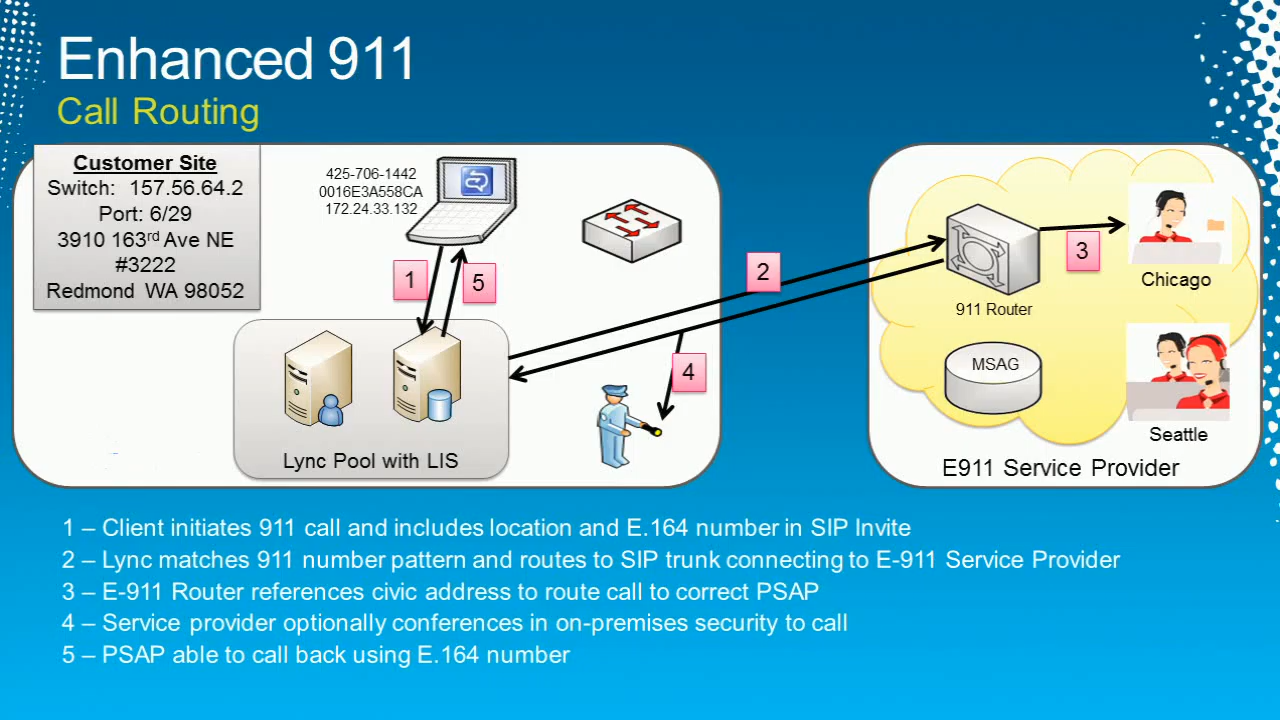 Enhanced 911
Call Routing
Customer Site
Switch: 157.56.64.2
Port: 6/29
3910 163rd Ave NE
#3222
Redmond WA 98052
425-706-1442
0016E3A558CA
172.24.33.132
1
5
2
4
3
Lync Pool with LIS
911 Router
MSAG
Chicago
Seattle
E911 Service Provider
1 – Client initiates 911 call and includes location and E.164 number in SIP Invite
2 – Lync matches 911 number pattern and routes to SIP trunk connecting to E-911 Service Provider
3 – E-911 Router references civic address to route call to correct PSAP
4 – Service provider optionally conferences in on-premises security to call
5 – PSAP able to call back using E.164 number